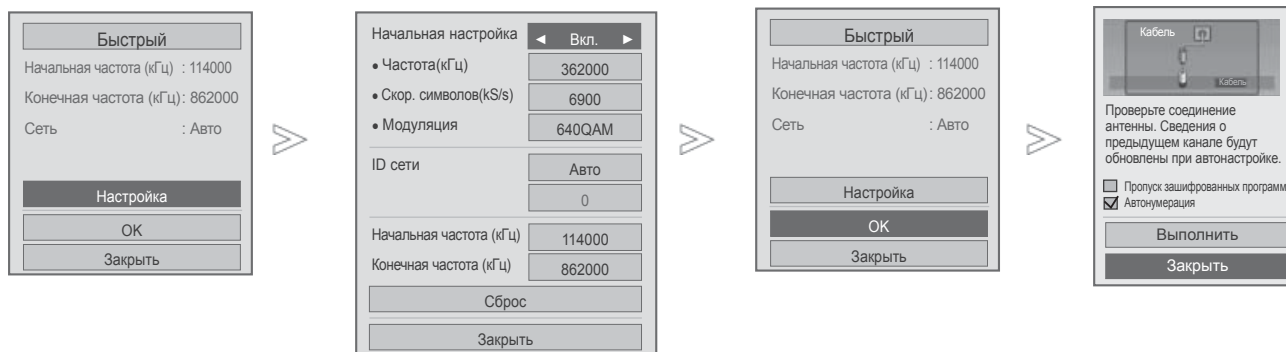 Быстрый
Начальная частота (кГц) : 114000
Конечная частота (кГц): 862000
Сеть : Авто
Настройка
OK
Закрыть
Начальная настройка ◄ Вкл. ►
• Частота(кГц) 362000
• Скор. символов(kS/s) 6900
• Модуляция 640QAM
ID сети Авто
0
Начальная частота (кГц) 114000
Конечная частота (кГц) 862000
Сброс
Закрыть
Быстрый
Начальная частота (кГц) : 114000
Конечная частота (кГц): 862000
Сеть : Авто
Настройка
OK
Закрыть
Кабель
Кабель
Проверьте соединение
антенны. Сведения о
предыдущем канале будут
обновлены при автонастройке.
Пропуск зашифрованных программ
Автонумерация
Выполнить
Закрыть